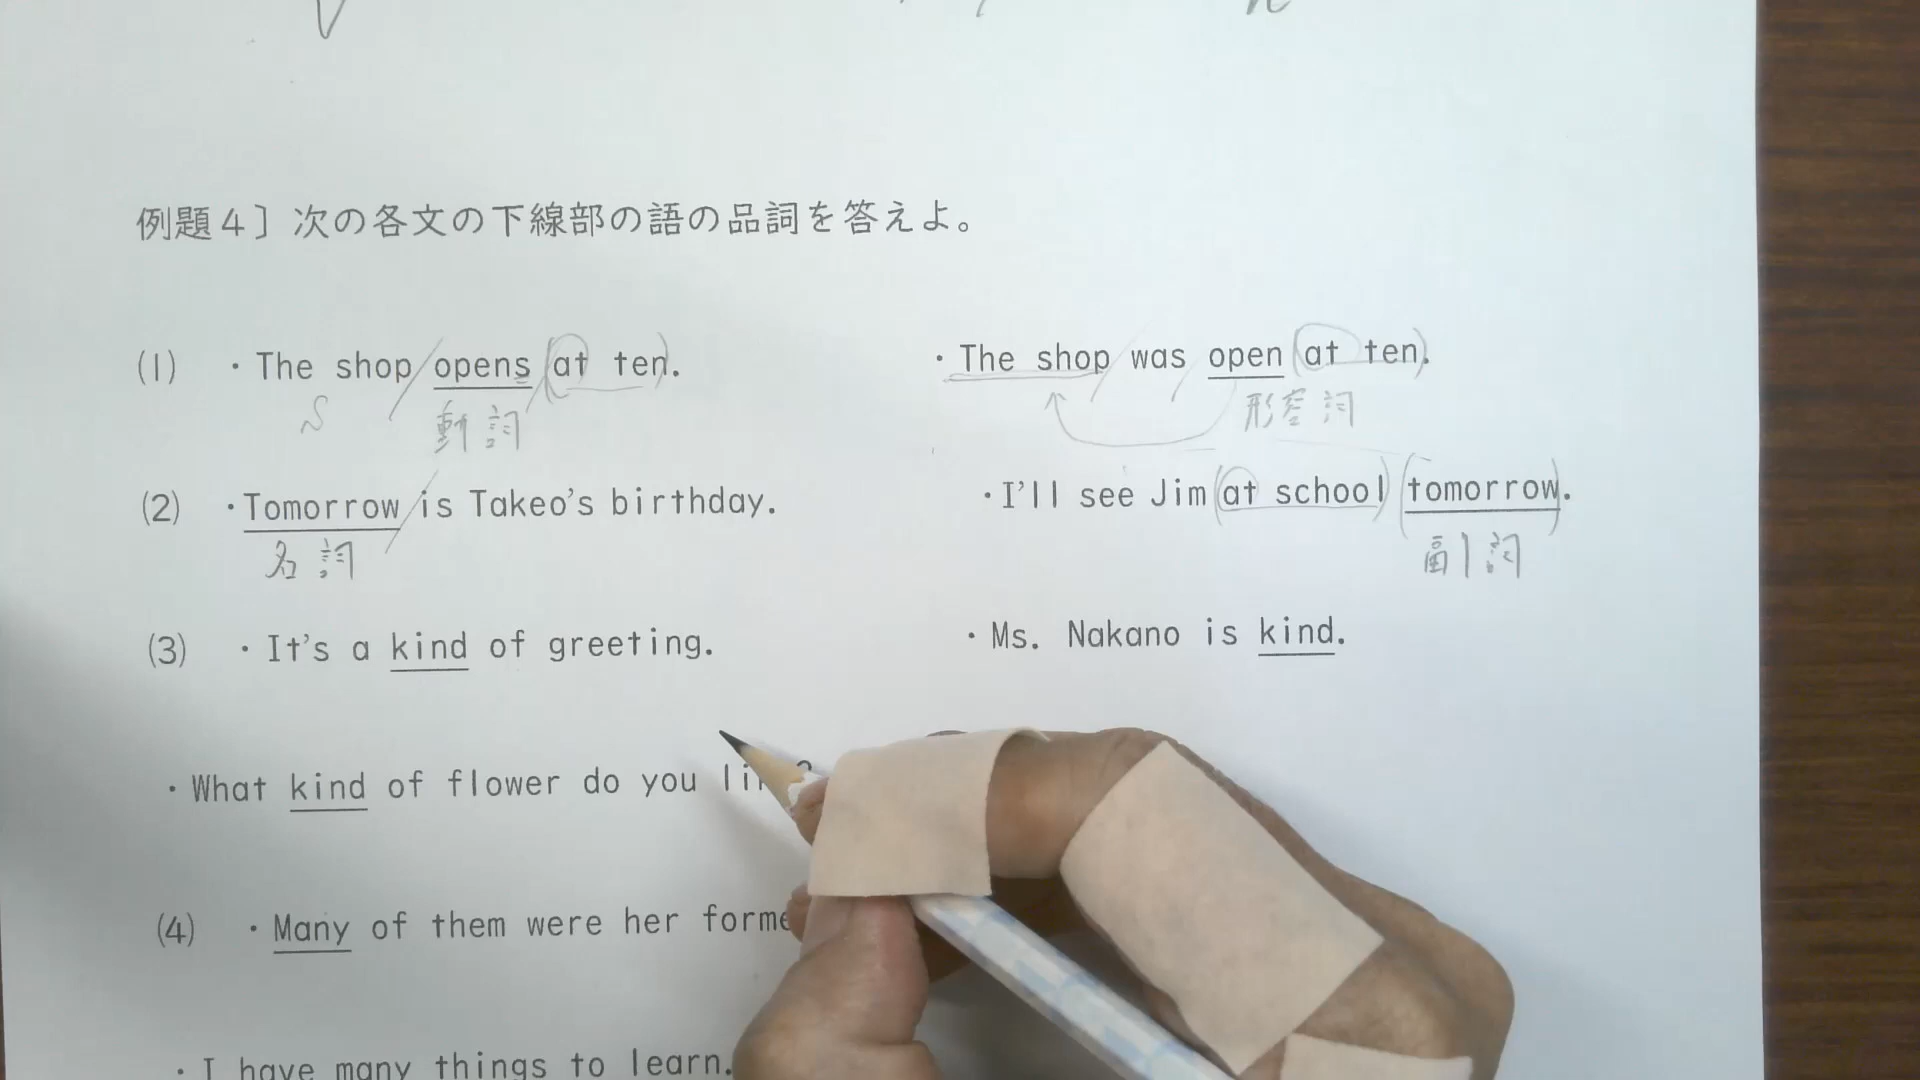 例題4］次の各文の下線部の語の品詞を答えよ。
(1) ・The shop opens at ten. ・The shop was open at ten.
S 動詞 形容詞
(2) ・Tomorrow is Takeo's birthday. ・I'll see Jim at school tomorrow.
名詞 副詞
(3) ・It's a kind of greeting. ・Ms. Nakano is kind.
・What kind of flower do you
(4) ・Many of them were her
・I have many things to learn.